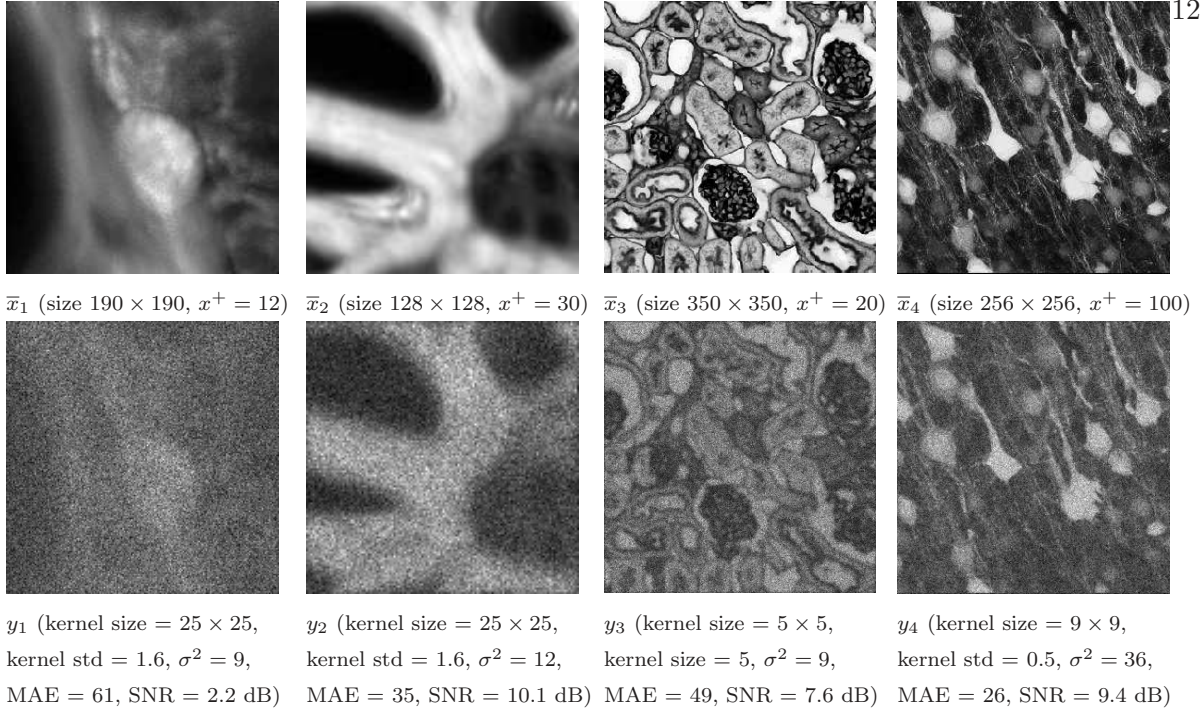 12
x̅₁ (size 190 × 190, x⁺ = 12)
x̅₂ (size 128 × 128, x⁺ = 30)
x̅₃ (size 350 × 350, x⁺ = 20)
x̅₄ (size 256 × 256, x⁺ = 100)
y₁ (kernel size = 25 × 25,
kernel std = 1.6, σ² = 9,
MAE = 61, SNR = 2.2 dB)
y₂ (kernel size = 25 × 25,
kernel std = 1.6, σ² = 12,
MAE = 35, SNR = 10.1 dB)
y₃ (kernel size = 5 × 5,
kernel size = 5, σ² = 9,
MAE = 49, SNR = 7.6 dB)
y₄ (kernel size = 9 × 9,
kernel std = 0.5, σ² = 36,
MAE = 26, SNR = 9.4 dB)